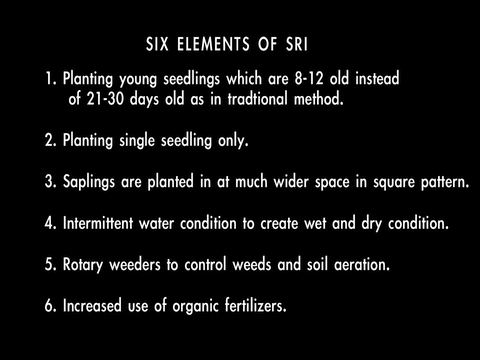 SIX ELEMENTS OF SRI
1. Planting young seedlings which are 8-12 old instead
of 21-30 days old as in tradtional method.
2. Planting single seedling only.
3. Saplings are planted in at much wider space in square pattern.
4. Intermittent water condition to create wet and dry condition.
5. Rotary weeders to control weeds and soil aeration.
6. Increased use of organic fertilizers.